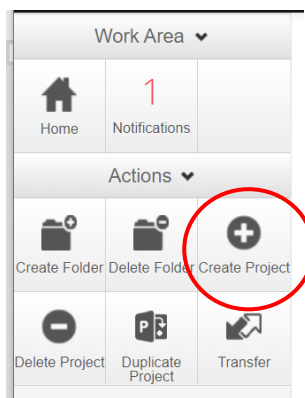 Work Area
1
Home Notifications
Actions
Create Folder Delete Folder Create Project
P
Delete Project Duplicate Project Transfer